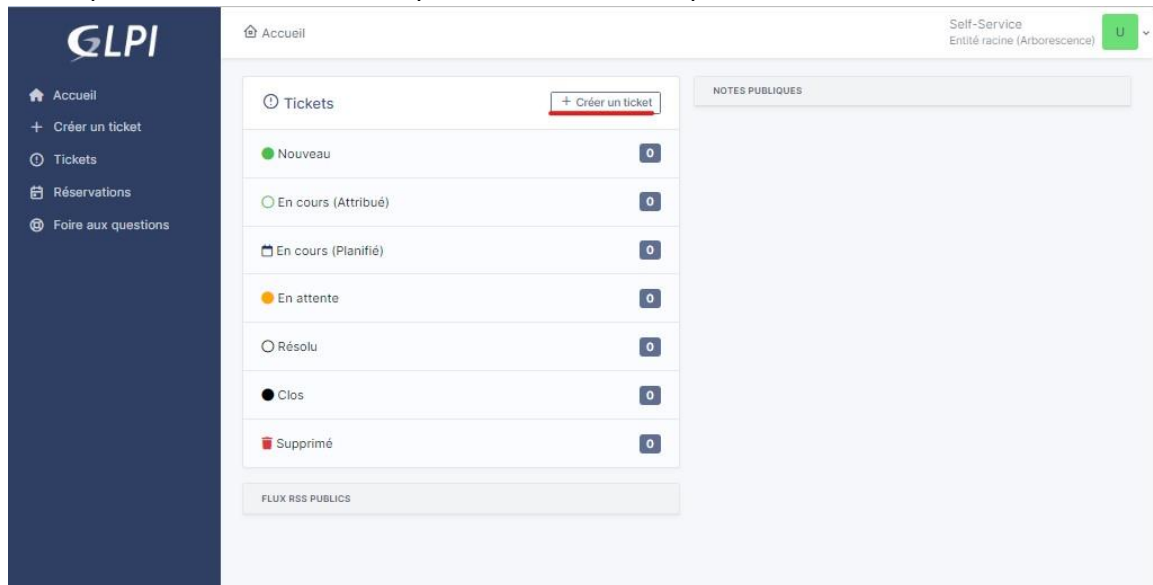 GLPI
Accueil
Créer un ticket
Tickets
Réservations
Foire aux questions
Accueil
Self-Service
Entité racine (Arborescence)
U
Tickets
+ Créer un ticket
Nouveau 0
En cours (Attribué) 0
En cours (Planifié) 0
En attente 0
Résolu 0
Clos 0
Supprimé 0
FLUX RSS PUBLICS
NOTES PUBLIQUES